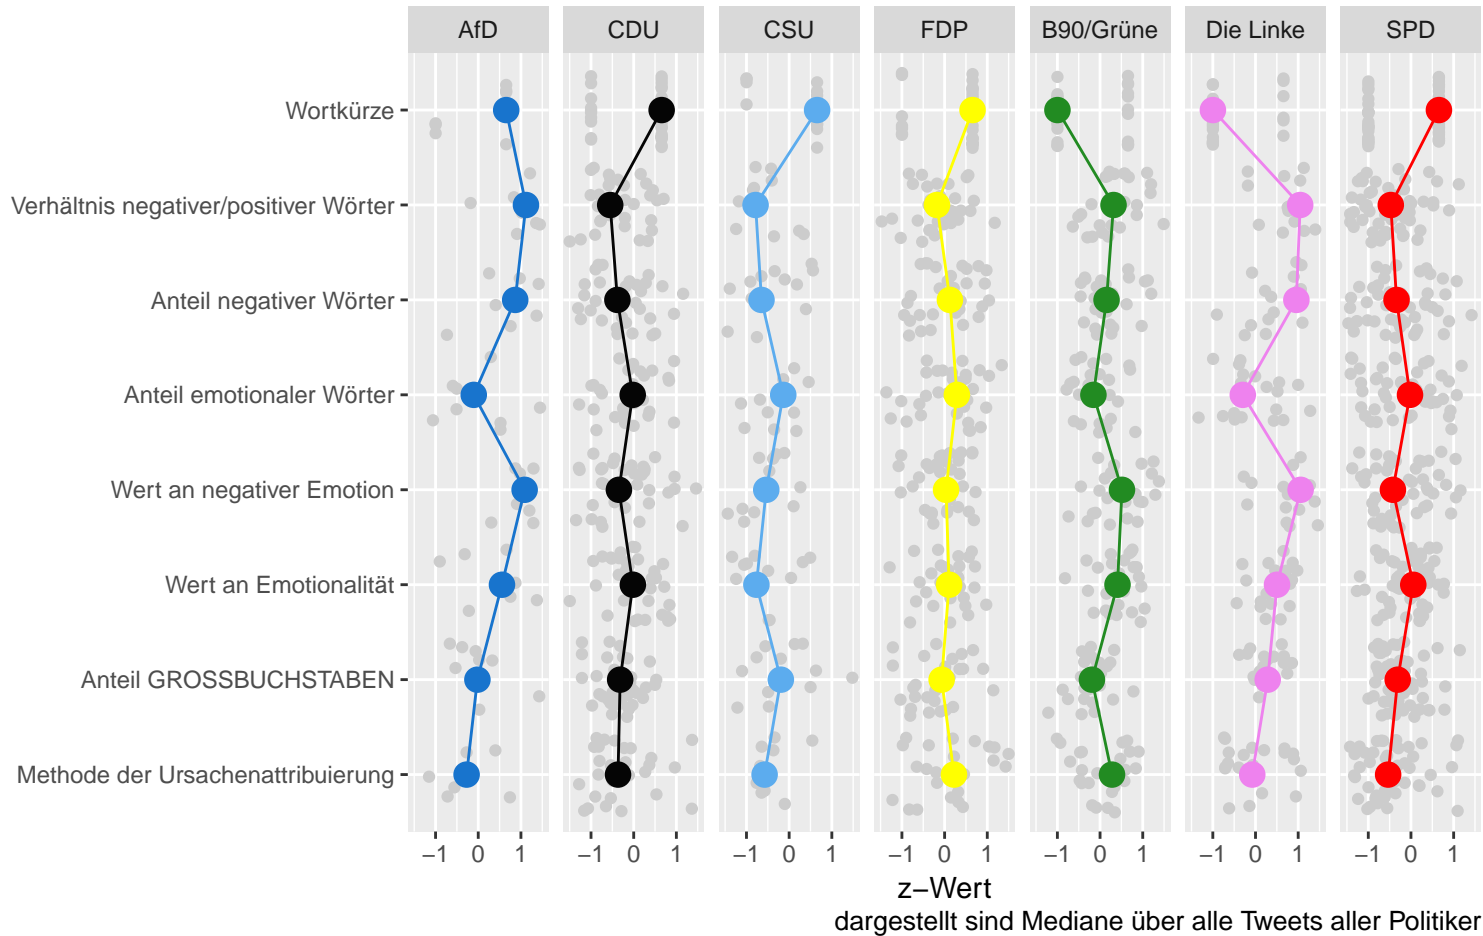 AfD CDU CSU FDP B90/Grüne Die Linke SPD
Wortkürze
Verhältnis negativer/positiver Wörter
Anteil negativer Wörter
Anteil emotionaler Wörter
Wert an negativer Emotion
Wert an Emotionalität
Anteil GROSSBUCHSTABEN
Methode der Ursachenattribuierung
−1 0 1 −1 0 1 −1 0 1 −1 0 1 −1 0 1 −1 0 1 −1 0 1
z−Wert
dargestellt sind Mediane über alle Tweets aller Politiker